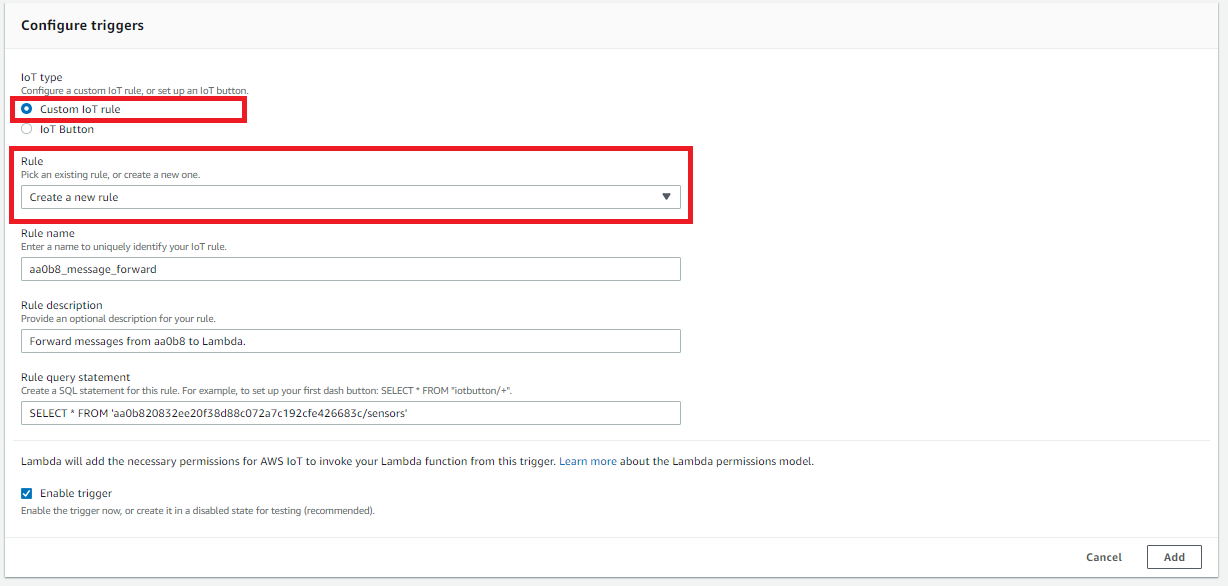 Configure triggers
IoT type
Configure a custom IoT rule, or set up an IoT button.
Custom IoT rule
IoT Button
Rule
Pick an existing rule, or create a new one.
Create a new rule
Rule name
Enter a name to uniquely identify your IoT rule.
aa0b8_message_forward
Rule description
Provide an optional description for your rule.
Forward messages from aa0b8 to Lambda.
Rule query statement
Create a SQL statement for this rule. For example, to set up your first dash button: SELECT * FROM "iotbutton/+".
SELECT * FROM 'aa0b820832ee20f38d88c072a7c192cfe426683c/sensors'
Lambda will add the necessary permissions for AWS IoT to invoke your Lambda function from this trigger. Learn more about the Lambda permissions model.
Enable trigger
Enable the trigger now, or create it in a disabled state for testing (recommended).
Cancel Add